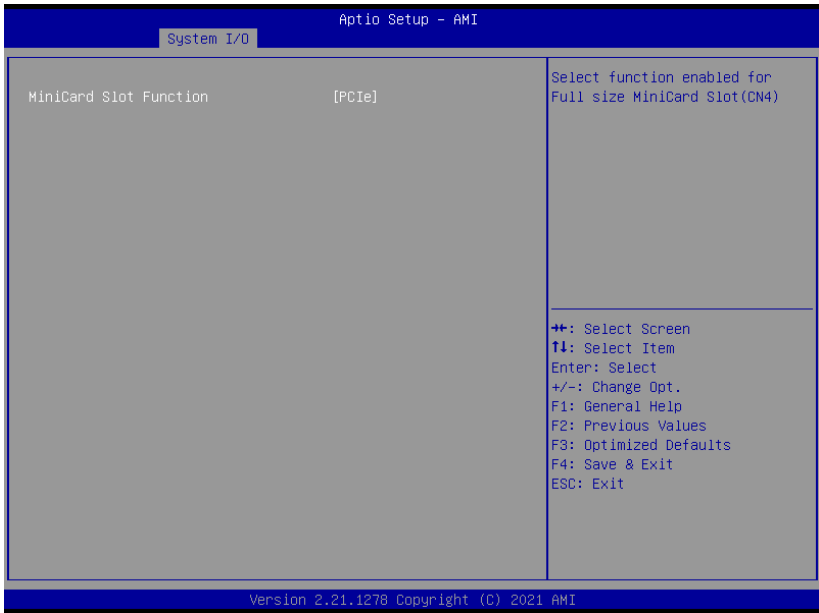 Aptio Setup - AMI
System I/O
MiniCard Slot Function [PCIe]
Select function enabled for
Full size MiniCard Slot(CN4)
→←: Select Screen
↑↓: Select Item
Enter: Select
+/-: Change Opt.
F1: General Help
F2: Previous Values
F3: Optimized Defaults
F4: Save & Exit
ESC: Exit
Version 2.21.1278 Copyright (C) 2021 AMI